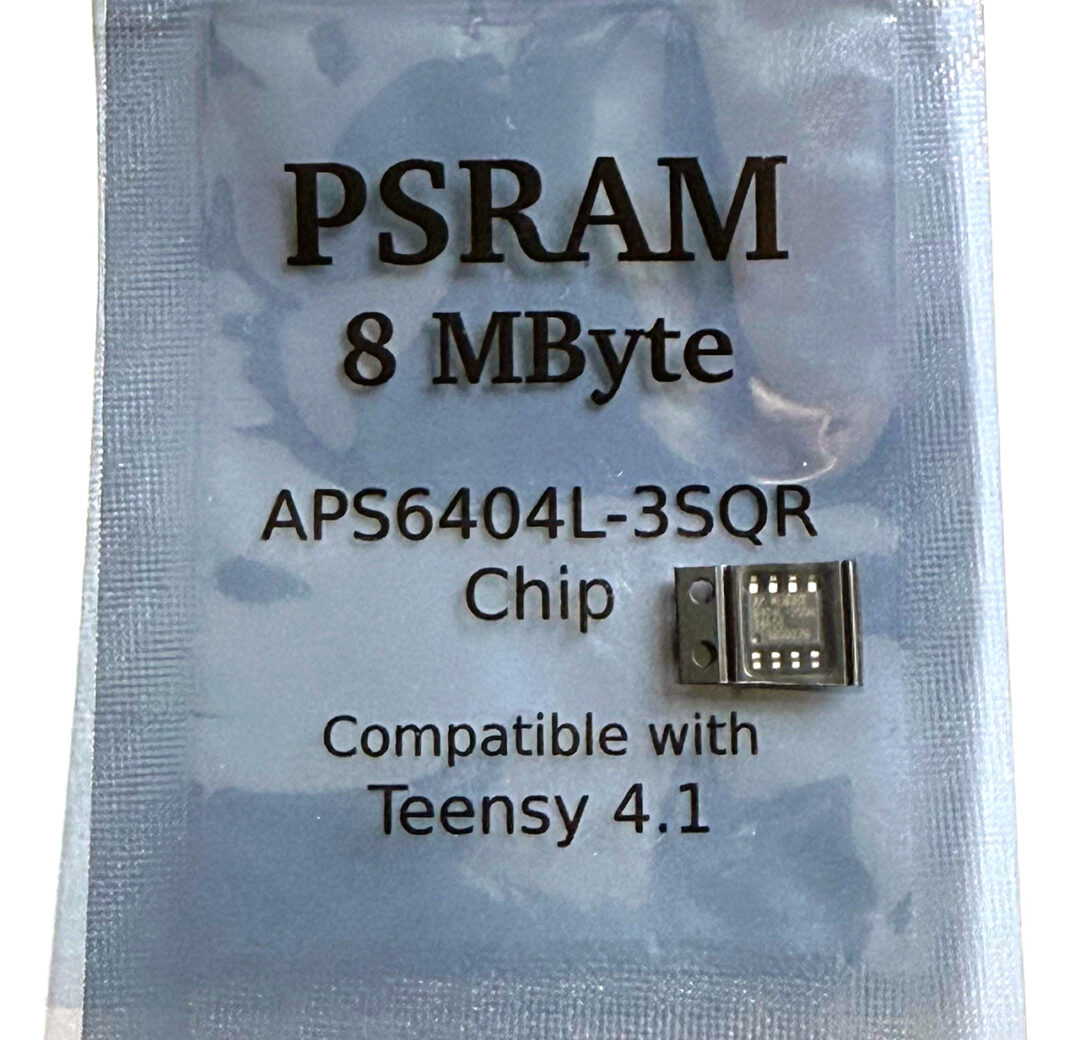 PSRAM
8 MByte
APS6404L-3SQR
Chip
Compatible with
Teensy 4.1